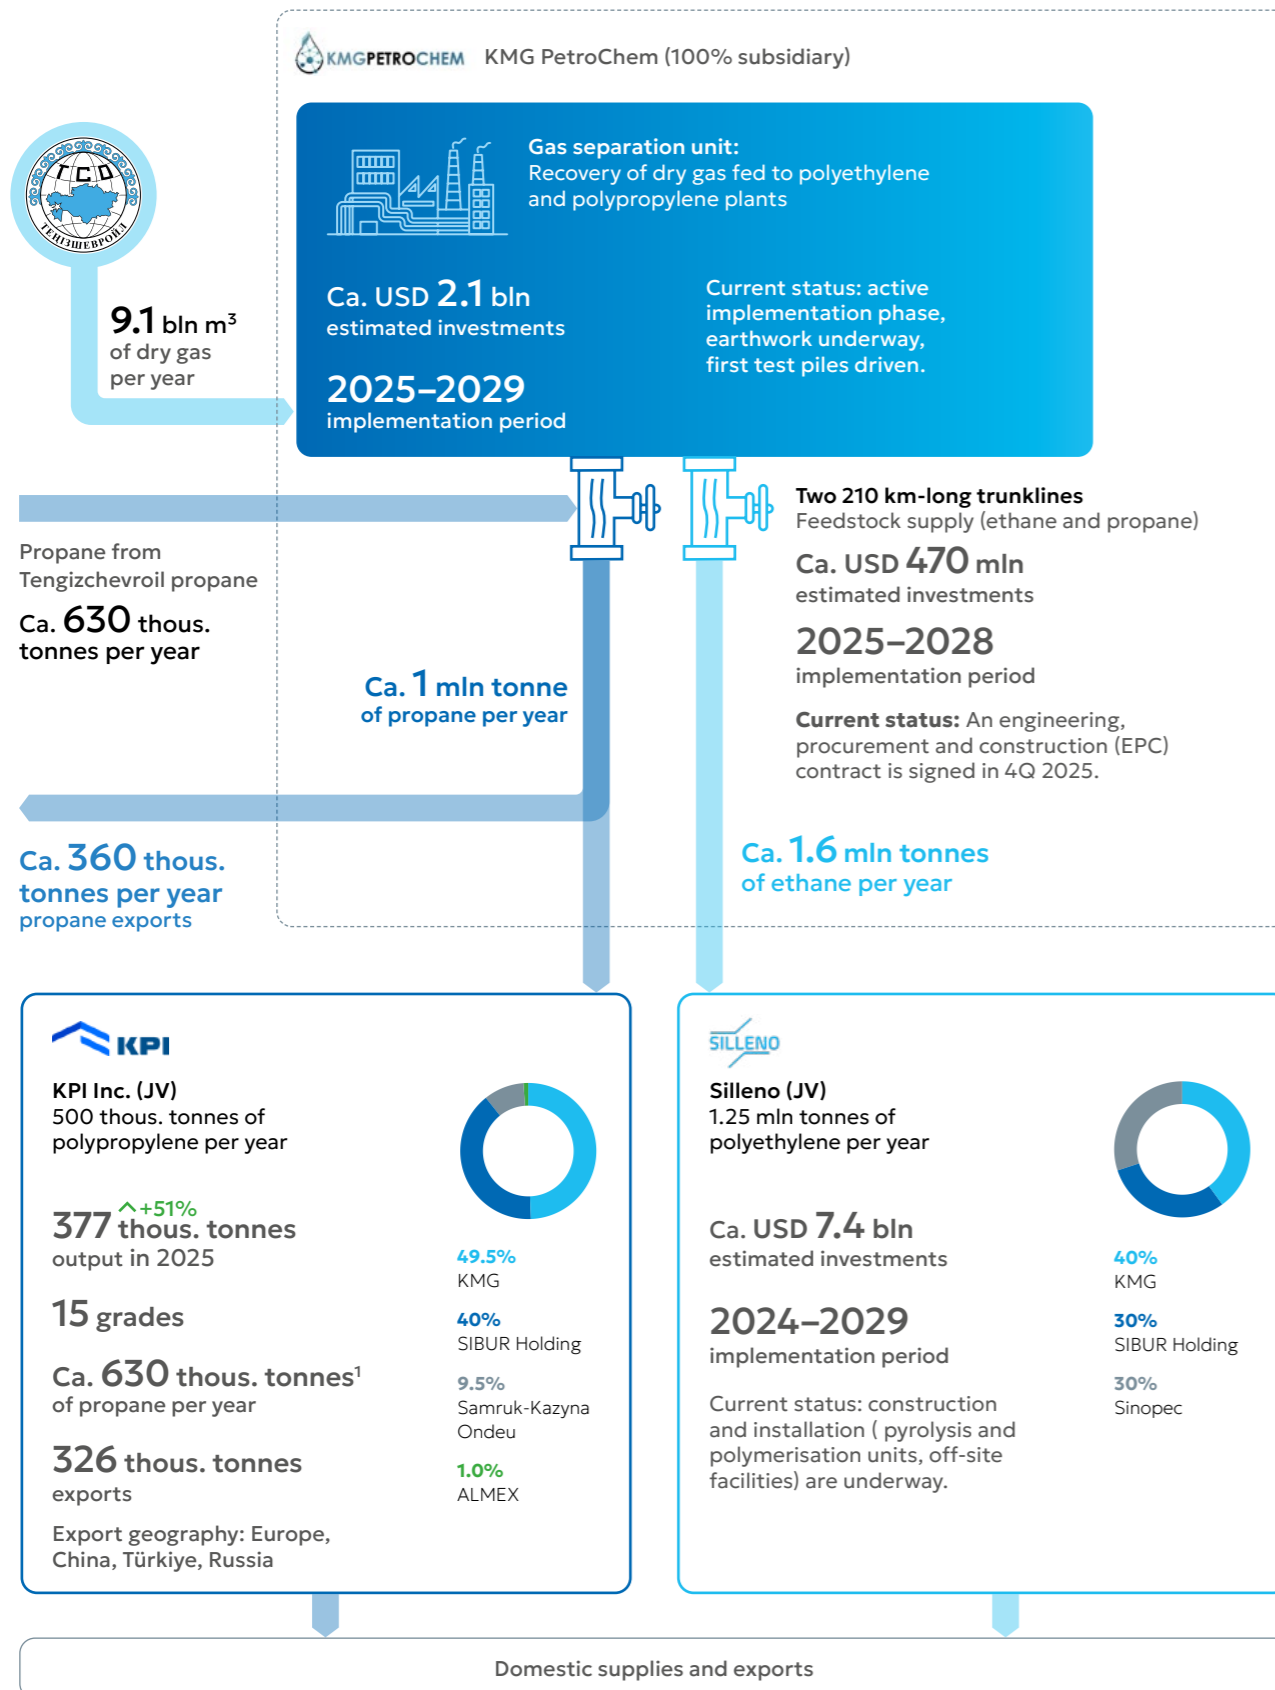 KMGPETROCHEM
KMG PetroChem (100% subsidiary)
ТСО
ТЕҢІЗШЕВРОЙЛ
Gas separation unit:
Recovery of dry gas fed to polyethylene
and polypropylene plants
Ca. USD 2.1 bln
estimated investments
2025–2029
implementation period
Current status: active
implementation phase,
earthwork underway,
first test piles driven.
9.1 bln m³
of dry gas
per year
Propane from
Tengizchevroil propane
Ca. 630 thous.
tonnes per year
Two 210 km-long trunklines
Feedstock supply (ethane and propane)
Ca. USD 470 mln
estimated investments
2025–2028
implementation period
Current status: An engineering,
procurement and construction (EPC)
contract is signed in 4Q 2025.
Ca. 1 mln tonne
of propane per year
Ca. 360 thous.
tonnes per year
propane exports
Ca. 1.6 mln tonnes
of ethane per year
KPI
KPI Inc. (JV)
500 thous. tonnes of
polypropylene per year
+51%
377 thous. tonnes
output in 2025
15 grades
Ca. 630 thous. tonnes¹
of propane per year
326 thous. tonnes
exports
Export geography: Europe,
China, Türkiye, Russia
49.5%
KMG
40%
SIBUR Holding
9.5%
Samruk-Kazyna
Ondeu
1.0%
ALMEX
SILLENO
Silleno (JV)
1.25 mln tonnes of
polyethylene per year
Ca. USD 7.4 bln
estimated investments
2024–2029
implementation period
Current status: construction
and installation ( pyrolysis and
polymerisation units, off-site
facilities) are underway.
40%
KMG
30%
SIBUR Holding
30%
Sinopec
Domestic supplies and exports